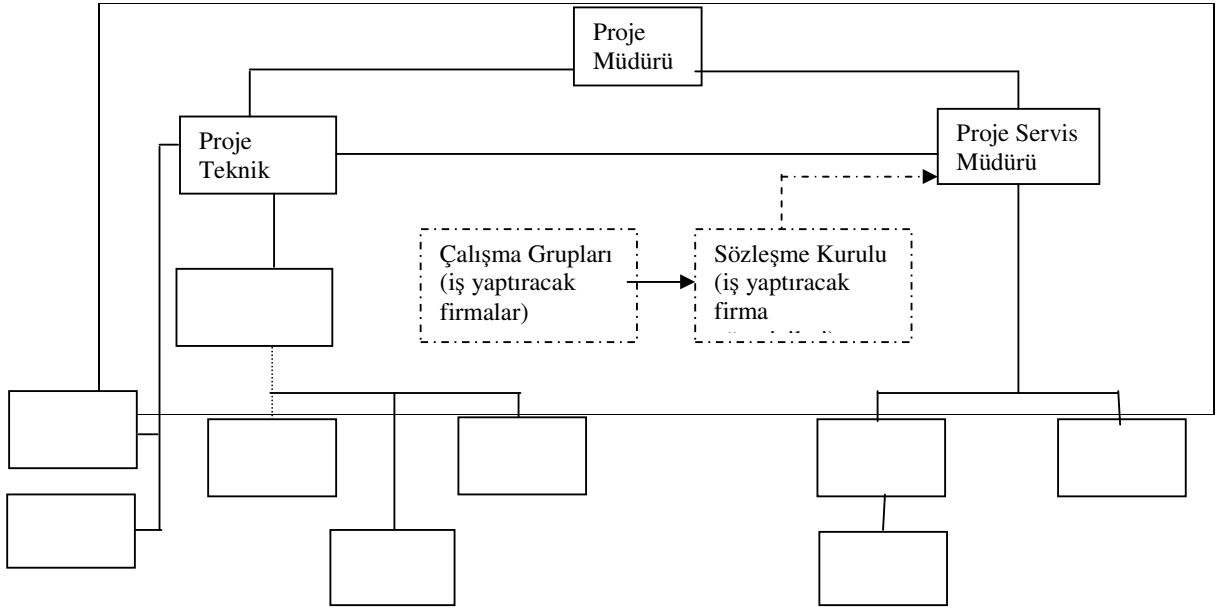 Proje
Müdürü
Proje
Teknik
Proje Servis
Müdürü
Çalışma Grupları
(iş yaptıracak
firmalar)
Sözleşme Kurulu
(iş yaptıracak
firma